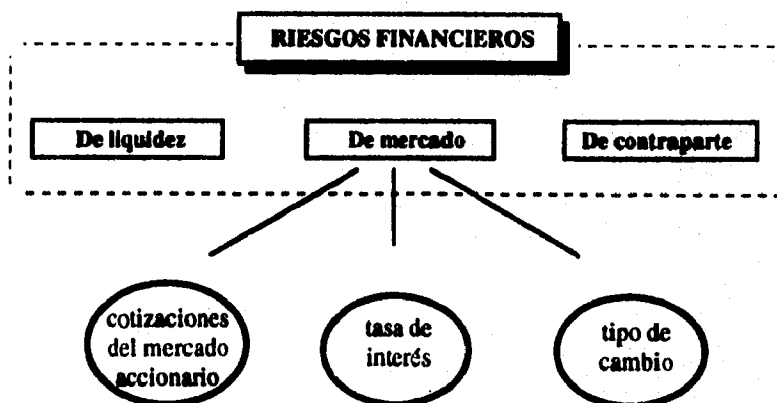 RIESGOS FINANCIEROS
De liquidez
De mercado
De contraparte
cotizaciones
del mercado
accionario
tasa de
interés
tipo de
cambio